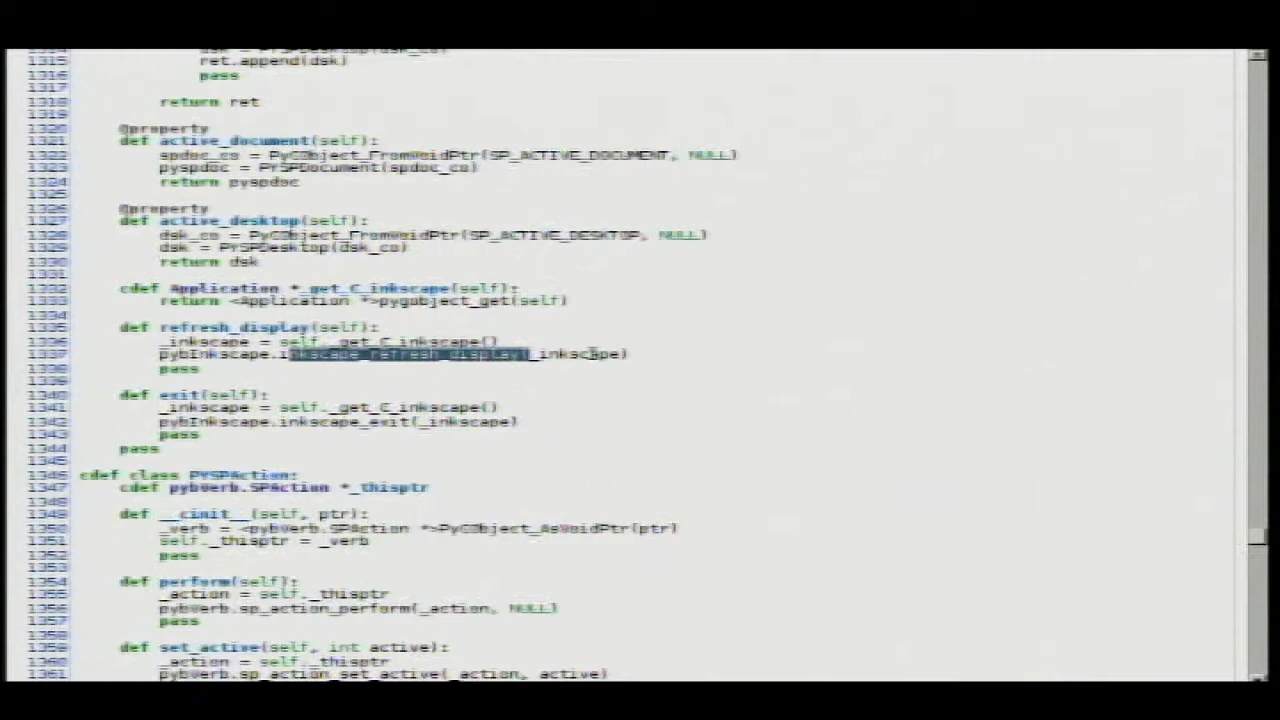 1314 dsk = PYSPDesktop(dsk_co)
1315 ret.append(dsk)
1316 pass
1317
1318 return ret
1319
1320 @property
1321 def active_document(self):
1322 spdoc_co = PyCObject_FromVoidPtr(SP_ACTIVE_DOCUMENT, NULL)
1323 pyspdoc = PYSPDocument(spdoc_co)
1324 return pyspdoc
1325
1326 @property
1327 def active_desktop(self):
1328 dsk_co = PyCObject_FromVoidPtr(SP_ACTIVE_DESKTOP, NULL)
1329 dsk = PYSPDesktop(dsk_co)
1330 return dsk
1331
1332 cdef Application *_get_C_inkscape(self):
1333 return <Application *>pygobject_get(self)
1334
1335 def refresh_display(self):
1336 _inkscape = self._get_C_inkscape()
1337 pybInkscape.inkscape_refresh_display(_inkscape)
1338 pass
1339
1340 def exit(self):
1341 _inkscape = self._get_C_inkscape()
1342 pybInkscape.inkscape_exit(_inkscape)
1343 pass
1344 pass
1345
1346 cdef class PYSPAction:
1347 cdef pybVerb.SPAction *_thisptr
1348
1349 def __cinit__(self, ptr):
1350 _verb = <pybVerb.SPAction *>PyCObject_AsVoidPtr(ptr)
1351 self._thisptr = _verb
1352 pass
1353
1354 def perform(self):
1355 _action = self._thisptr
1356 pybVerb.sp_action_perform(_action, NULL)
1357 pass
1358
1359 def set_active(self, int active):
1360 _action = self._thisptr
1361 pybVerb.sp_action_set_active(_action, active)